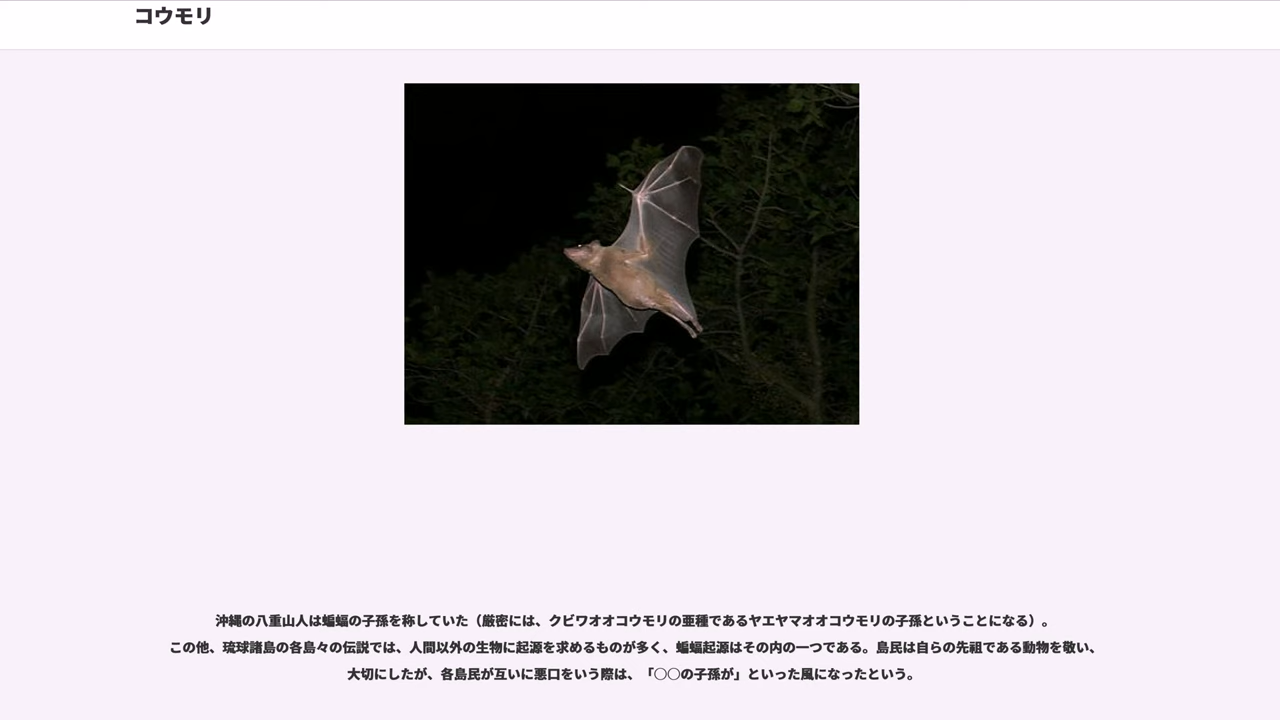 コウモリ
沖縄の八重山人は蝙蝠の子孫を称していた（厳密には、クビワオオコウモリの亜種であるヤエヤマオオコウモリの子孫ということになる）。
この他、琉球諸島の各島々の伝説では、人間以外の生物に起源を求めるものが多く、蝙蝠起源はその内の一つである。島民は自らの先祖である動物を敬い、
大切にしたが、各島民が互いに悪口をいう際は、「○○の子孫が」といった風になったという。